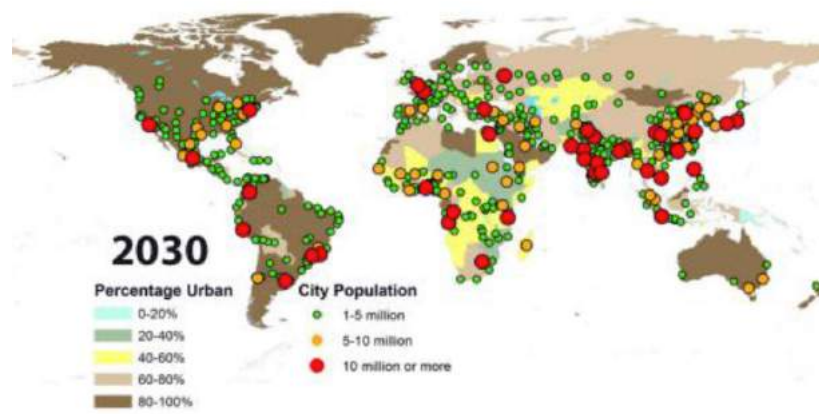 2030
Percentage Urban
0-20%
20-40%
40-60%
60-80%
80-100%
City Population
1-5 million
5-10 million
10 million or more